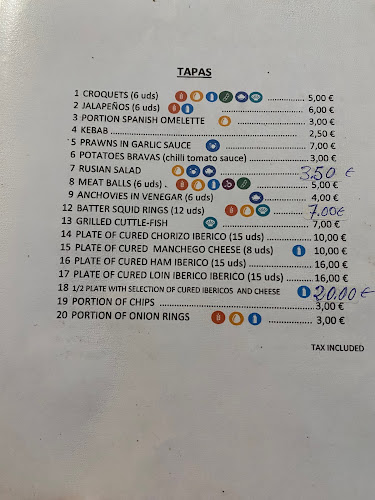 TAPAS
1 CROQUETS (6 uds) ............... 5,00 €
2 JALAPEÑOS (6 uds) ............... 6,00 €
3 PORTION SPANISH OMELETTE ............... 3,00 €
4 KEBAB ............... 2,50 €
5 PRAWNS IN GARLIC SAUCE ............... 7,00 €
6 POTATOES BRAVAS (chilli tomato sauce) ............... 3,00 €
7 RUSIAN SALAD 3,50 €
8 MEAT BALLS (6 uds) . ............... 5,00 €
9 ANCHOVIES IN VENEGAR (6 uds) ............... 4,00 €
12 BATTER SQUID RINGS (12 uds) 7,00€
13 GRILLED CUTTLE-FISH ............... 7,00 €
14 PLATE OF CURED CHORIZO IBERICO (15 uds) ............... 10,00 €
15 PLATE OF CURED MANCHEGO CHEESE (8 uds) ............... 10,00 €
16 PLATE OF CURED HAM IBERICO (15 uds) ............... 16,00 €
17 PLATE OF CURED LOIN IBERICO (15 uds) ............... 16,00 €
18 1/2 PLATE WITH SELECTION OF CURED IBERICOS AND CHEESE 20,00 €
19 PORTION OF CHIPS ............... 3,00 €
20 PORTION OF ONION RINGS ............... 3,00 €
TAX INCLUDED